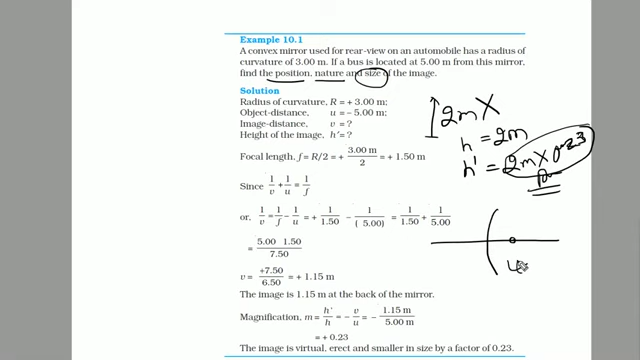 Example 10.1
A convex mirror used for rear-view on an automobile has a radius of
curvature of 3.00 m. If a bus is located at 5.00 m from this mirror,
find the position, nature and size of the image.
Solution
Radius of curvature, R = + 3.00 m;
Object-distance, u = – 5.00 m;
Image-distance, v = ?
Height of the image, h'= ?
Focal length, f = R/2 = + 3.00 m / 2 = + 1.50 m
Since 1/v + 1/u = 1/f
or, 1/v = 1/f – 1/u = + 1/1.50 – 1/( 5.00) = 1/1.50 + 1/5.00
= 5.00 1.50 / 7.50
v = +7.50 / 6.50 = + 1.15 m
The image is 1.15 m at the back of the mirror.
Magnification, m = h'/h = – v/u = – 1.15 m / 5.00 m
= + 0.23
The image is virtual, erect and smaller in size by a factor of 0.23.
2m X
h = 2m
h' = 2m X 0.23